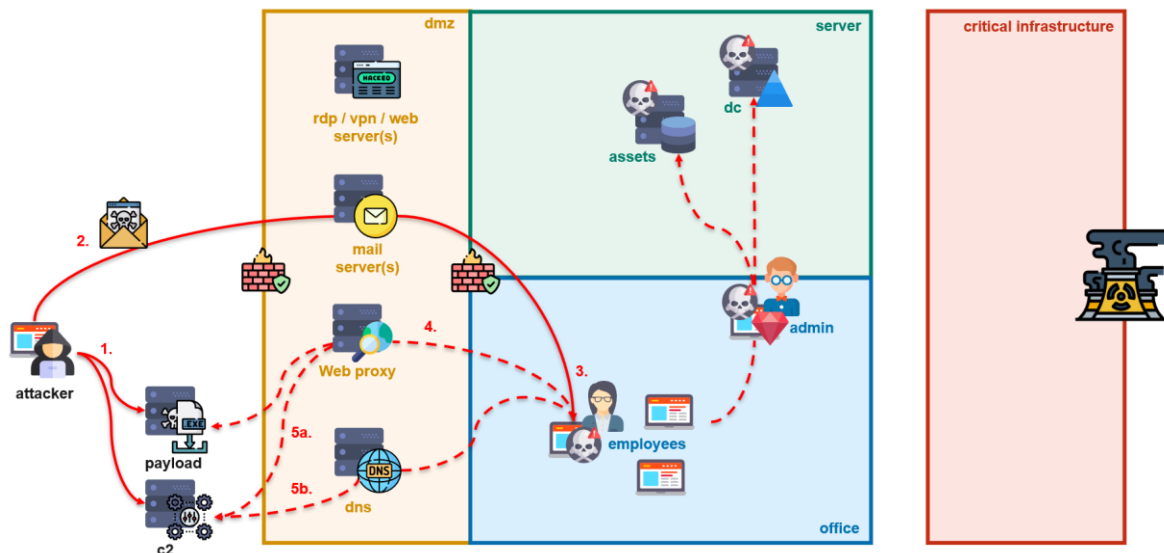 dmz
server
critical infrastructure
HACKED
rdp / vpn / web
server(s)
dc
assets
2.
mail
server(s)
admin
1.
4.
3.
attacker
Web proxy
.EXE
5a.
employees
payload
DNS
5b.
dns
office
c2